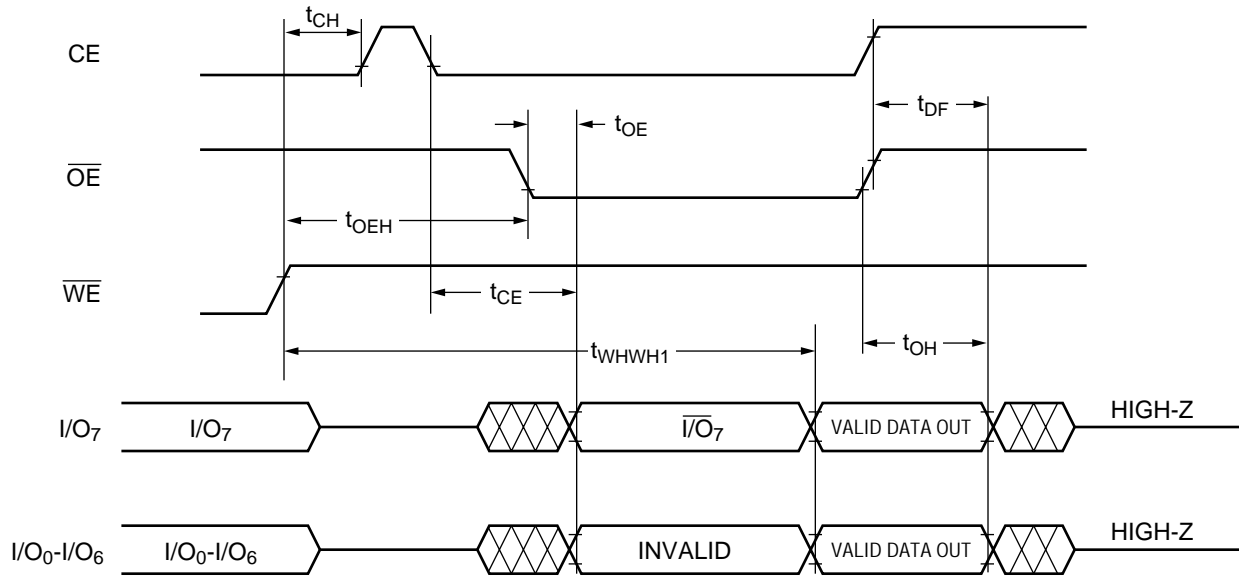 tCH
CE
tDF
tOE
OE
tOEH
WE
tCE
tOH
tWHWH1
I/O7 I/O7 I/O7 VALID DATA OUT HIGH-Z
I/O0-I/O6 I/O0-I/O6 INVALID VALID DATA OUT HIGH-Z